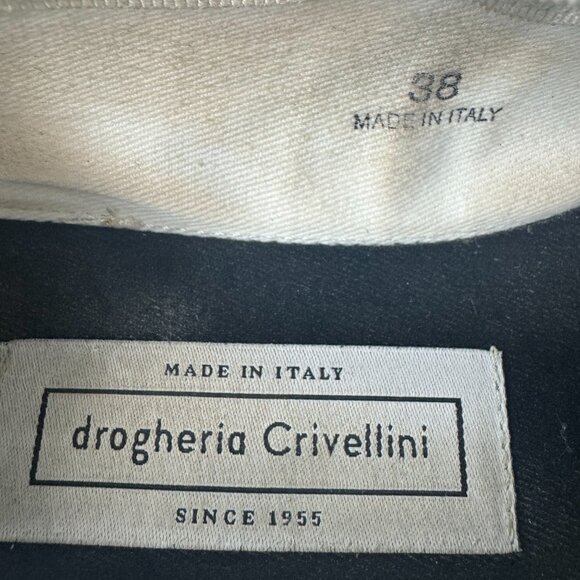 38
MADE IN ITALY
MADE IN ITALY
drogheria Crivellini
SINCE 1955